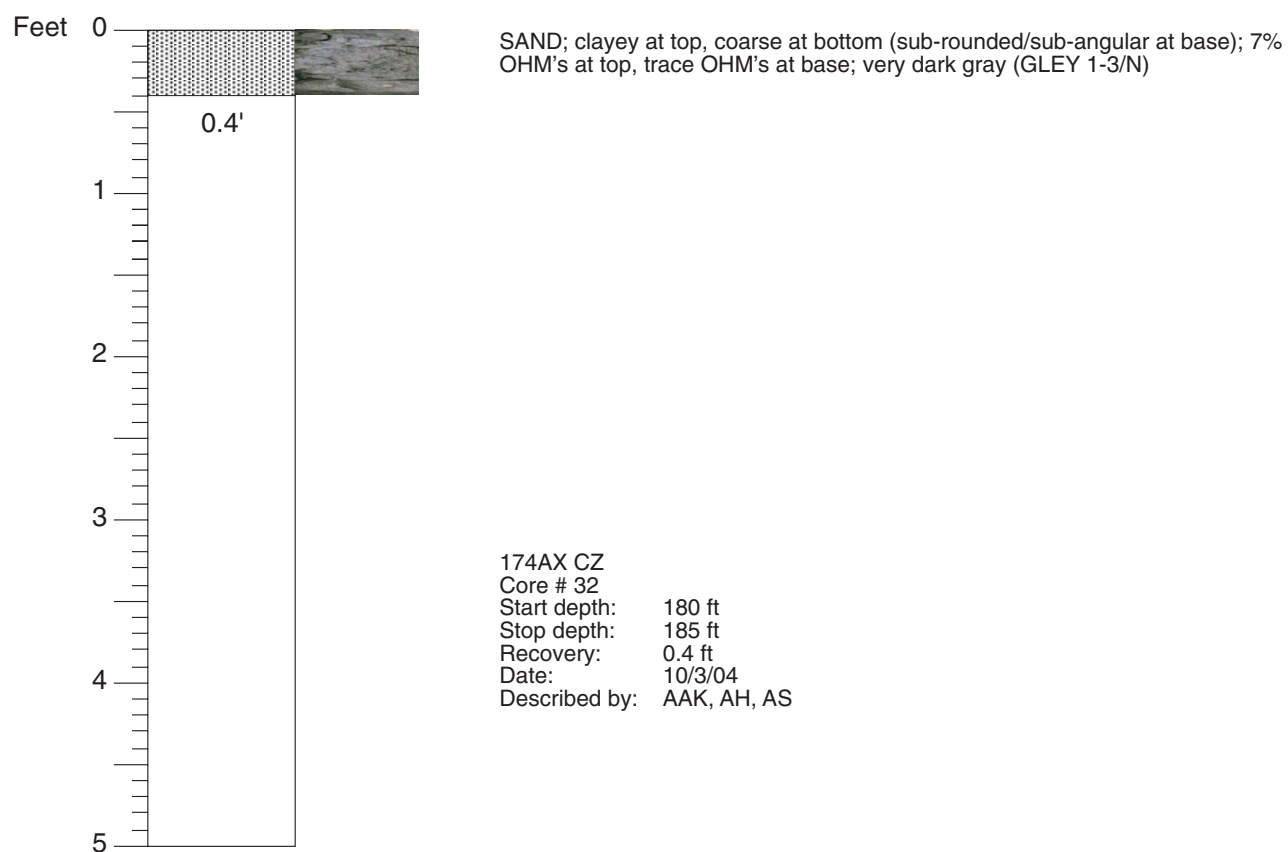 Feet 0
SAND; clayey at top, coarse at bottom (sub-rounded/sub-angular at base); 7%
OHM's at top, trace OHM's at base; very dark gray (GLEY 1-3/N)
0.4'
1
2
3
174AX CZ
Core # 32
Start depth: 180 ft
Stop depth: 185 ft
Recovery: 0.4 ft
Date: 10/3/04
Described by: AAK, AH, AS
4
5